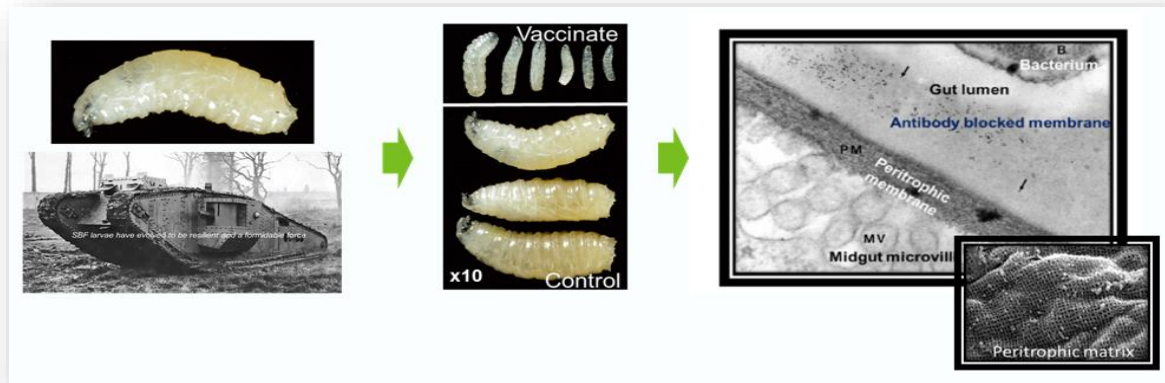 SBF larvae have evolved to be resilient and a formidable force
Vaccinate
x10
Control
B
Bacterium
Gut lumen
Antibody blocked membrane
PM
Peritrophic
membrane
MV
Midgut microvilli
Peritrophic matrix